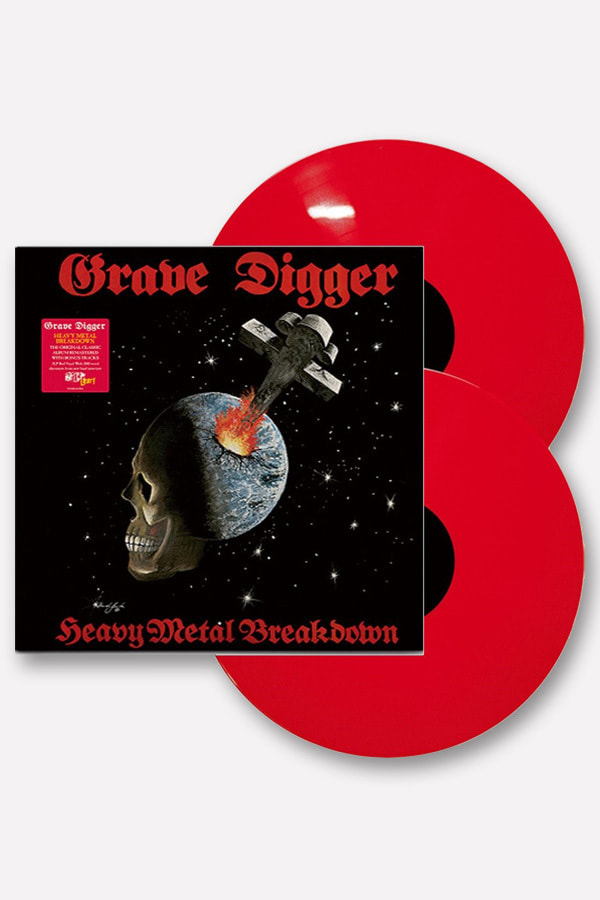 Grave Digger
Grave Digger
HEAVY METAL
BREAKDOWN
THE ORIGINAL CLASSIC
ALBUM REMASTERED
WITH BONUS TRACKS
Heavy Metal Breakdown